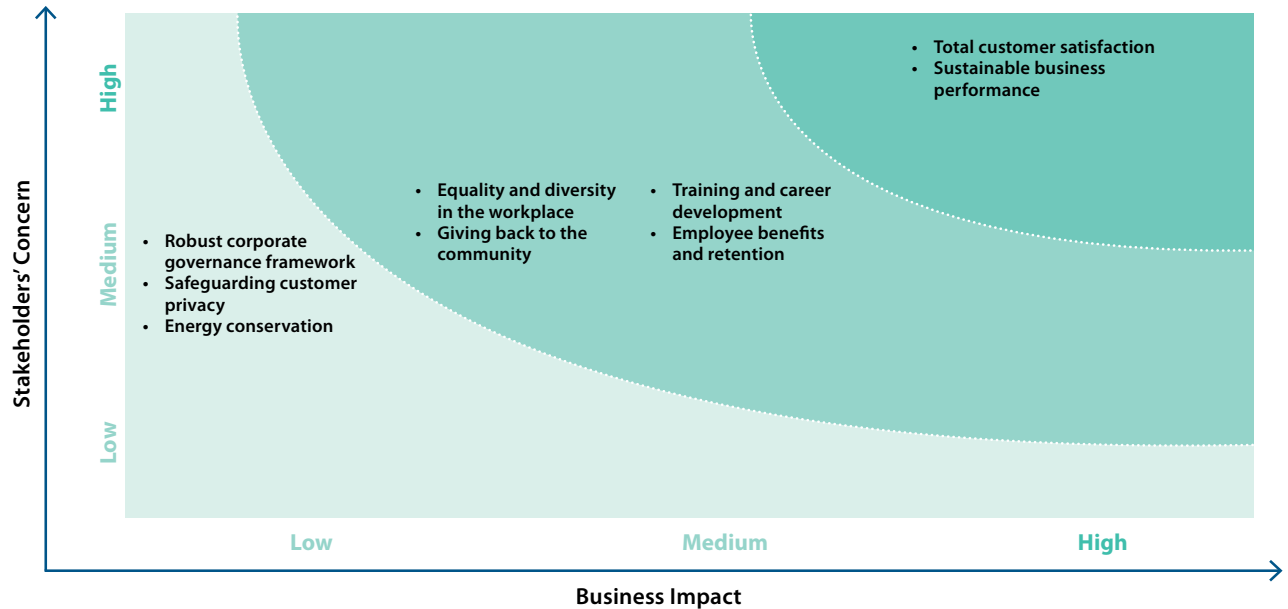 Stakeholders’ Concern
High
Medium
Low
• Total customer satisfaction
• Sustainable business
performance
• Equality and diversity
in the workplace
• Giving back to the
community
• Training and career
development
• Employee benefits
and retention
• Robust corporate
governance framework
• Safeguarding customer
privacy
• Energy conservation
Low
Medium
High
Business Impact